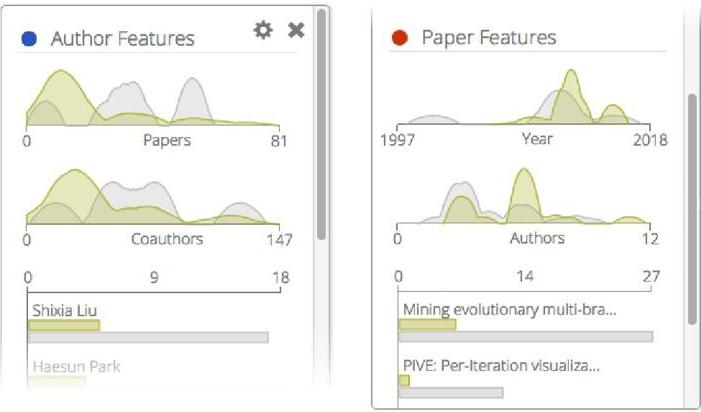 Author Features
0 Papers 81
0 Coauthors 147
0 9 18
Shixia Liu
Haesun Park
Paper Features
1997 Year 2018
0 Authors 12
0 14 27
Mining evolutionary multi-bra...
PIVE: Per-Iteration visualiza...